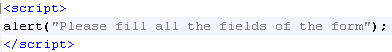 <script>
alert("Please fill all the fields of the form");
</script>